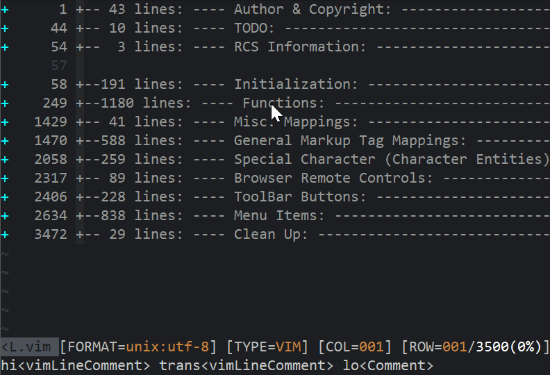 + 1 +-- 43 lines: ---- Author & Copyright: ------------------
+ 44 +-- 10 lines: ---- TODO: --------------------------------
+ 54 +-- 3 lines: ---- RCS Information: ---------------------
57
+ 58 +--191 lines: ---- Initialization: ----------------------
+ 249 +--1180 lines: ---- Functions: --------------------------
+ 1429 +-- 41 lines: ---- Misc. Mappings: ----------------------
+ 1470 +--588 lines: ---- General Markup Tag Mappings: ---------
+ 2058 +--259 lines: ---- Special Character (Character Entities)
+ 2317 +-- 89 lines: ---- Browser Remote Controls: -------------
+ 2406 +--228 lines: ---- ToolBar Buttons: ---------------------
+ 2634 +--838 lines: ---- Menu Items: --------------------------
+ 3472 +-- 29 lines: ---- Clean Up: ----------------------------
~
~
~
~
~
<L.vim [FORMAT=unix:utf-8] [TYPE=VIM] [COL=001] [ROW=001/3500(0%)]
hi<vimLineComment> trans<vimLineComment> lo<Comment>